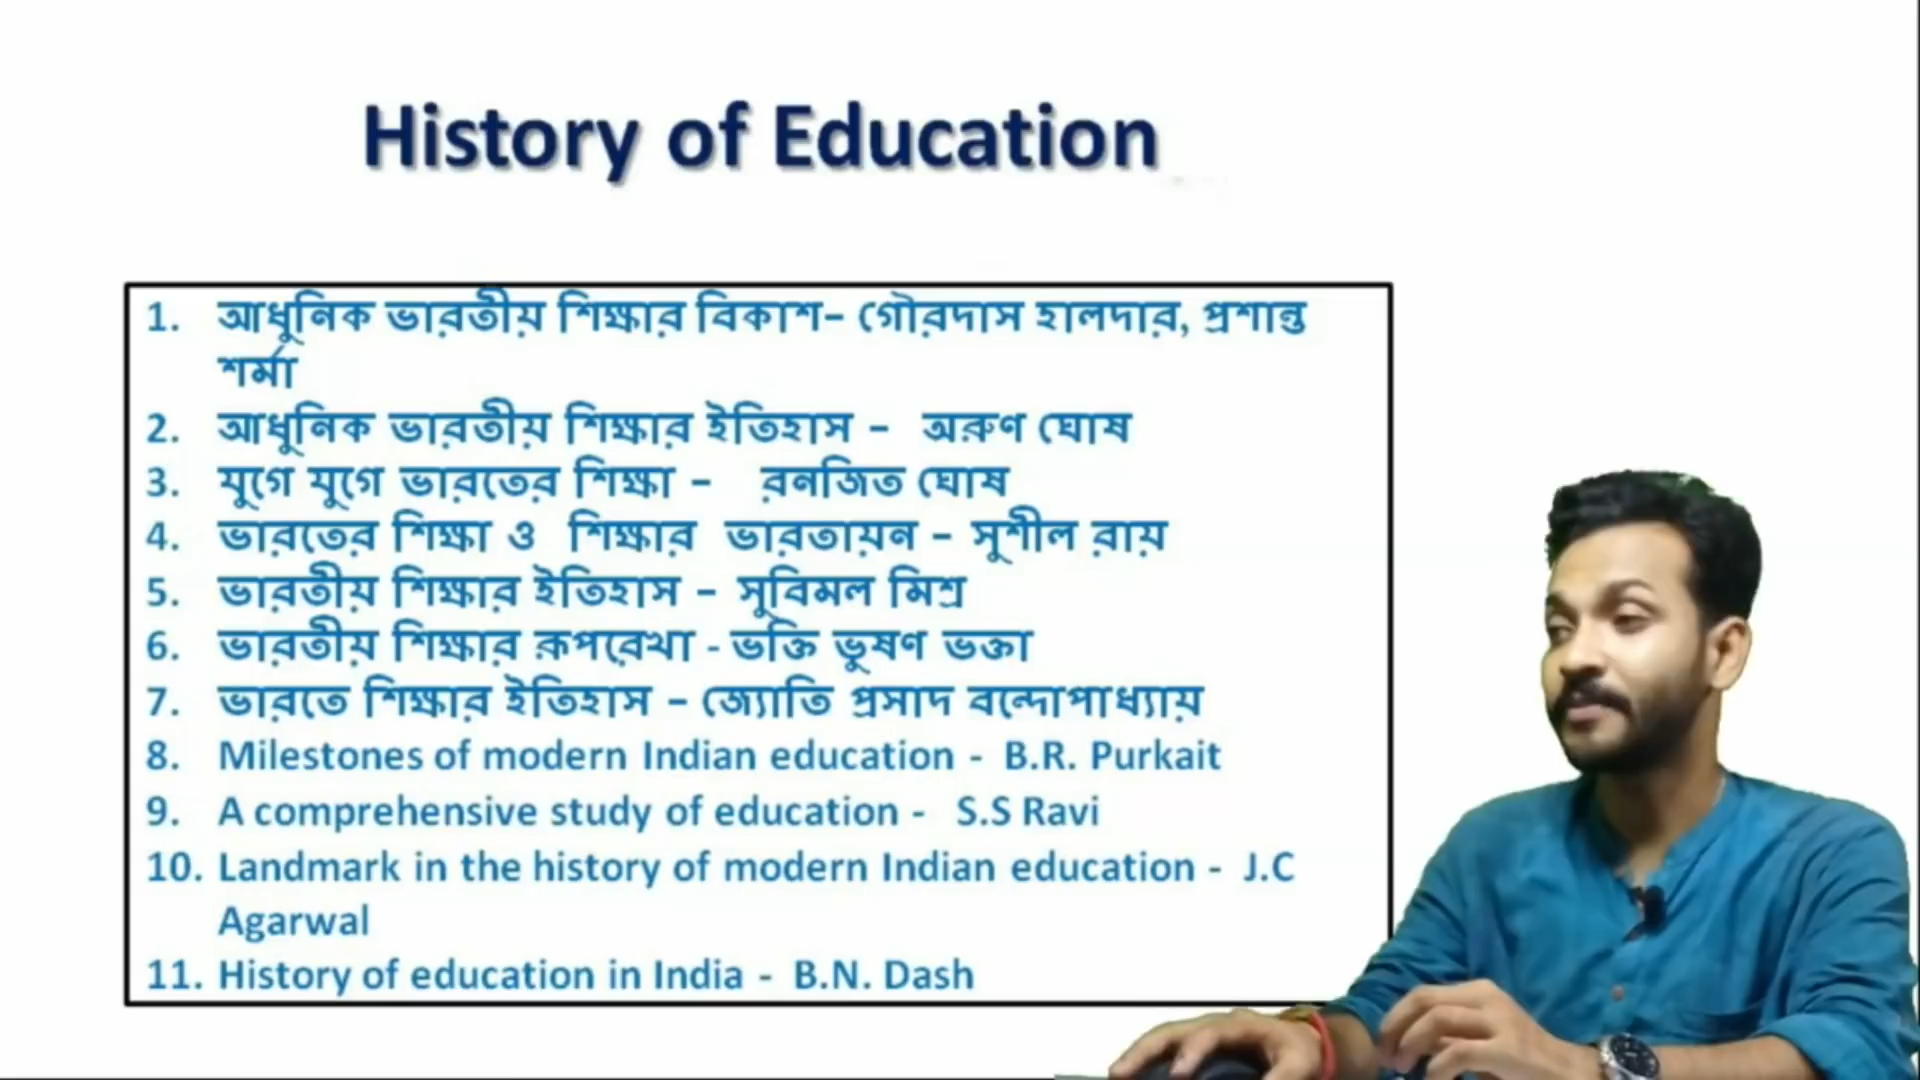 History of Education
1. আধুনিক ভারতীয় শিক্ষার বিকাশ– গৌরদাস হালদার, প্রশান্ত
শর্মা
2. আধুনিক ভারতীয় শিক্ষার ইতিহাস – অরুণ ঘোষ
3. যুগে যুগে ভারতের শিক্ষা – রনজিত ঘোষ
4. ভারতের শিক্ষা ও শিক্ষার ভারতায়ন – সুশীল রায়
5. ভারতীয় শিক্ষার ইতিহাস – সুবিমল মিশ্র
6. ভারতীয় শিক্ষার রূপরেখা - ভক্তি ভুষণ ভক্তা
7. ভারতে শিক্ষার ইতিহাস – জ্যোতি প্রসাদ বন্দোপাধ্যায়
8. Milestones of modern Indian education - B.R. Purkait
9. A comprehensive study of education - S.S Ravi
10. Landmark in the history of modern Indian education - J.C
Agarwal
11. History of education in India - B.N. Dash